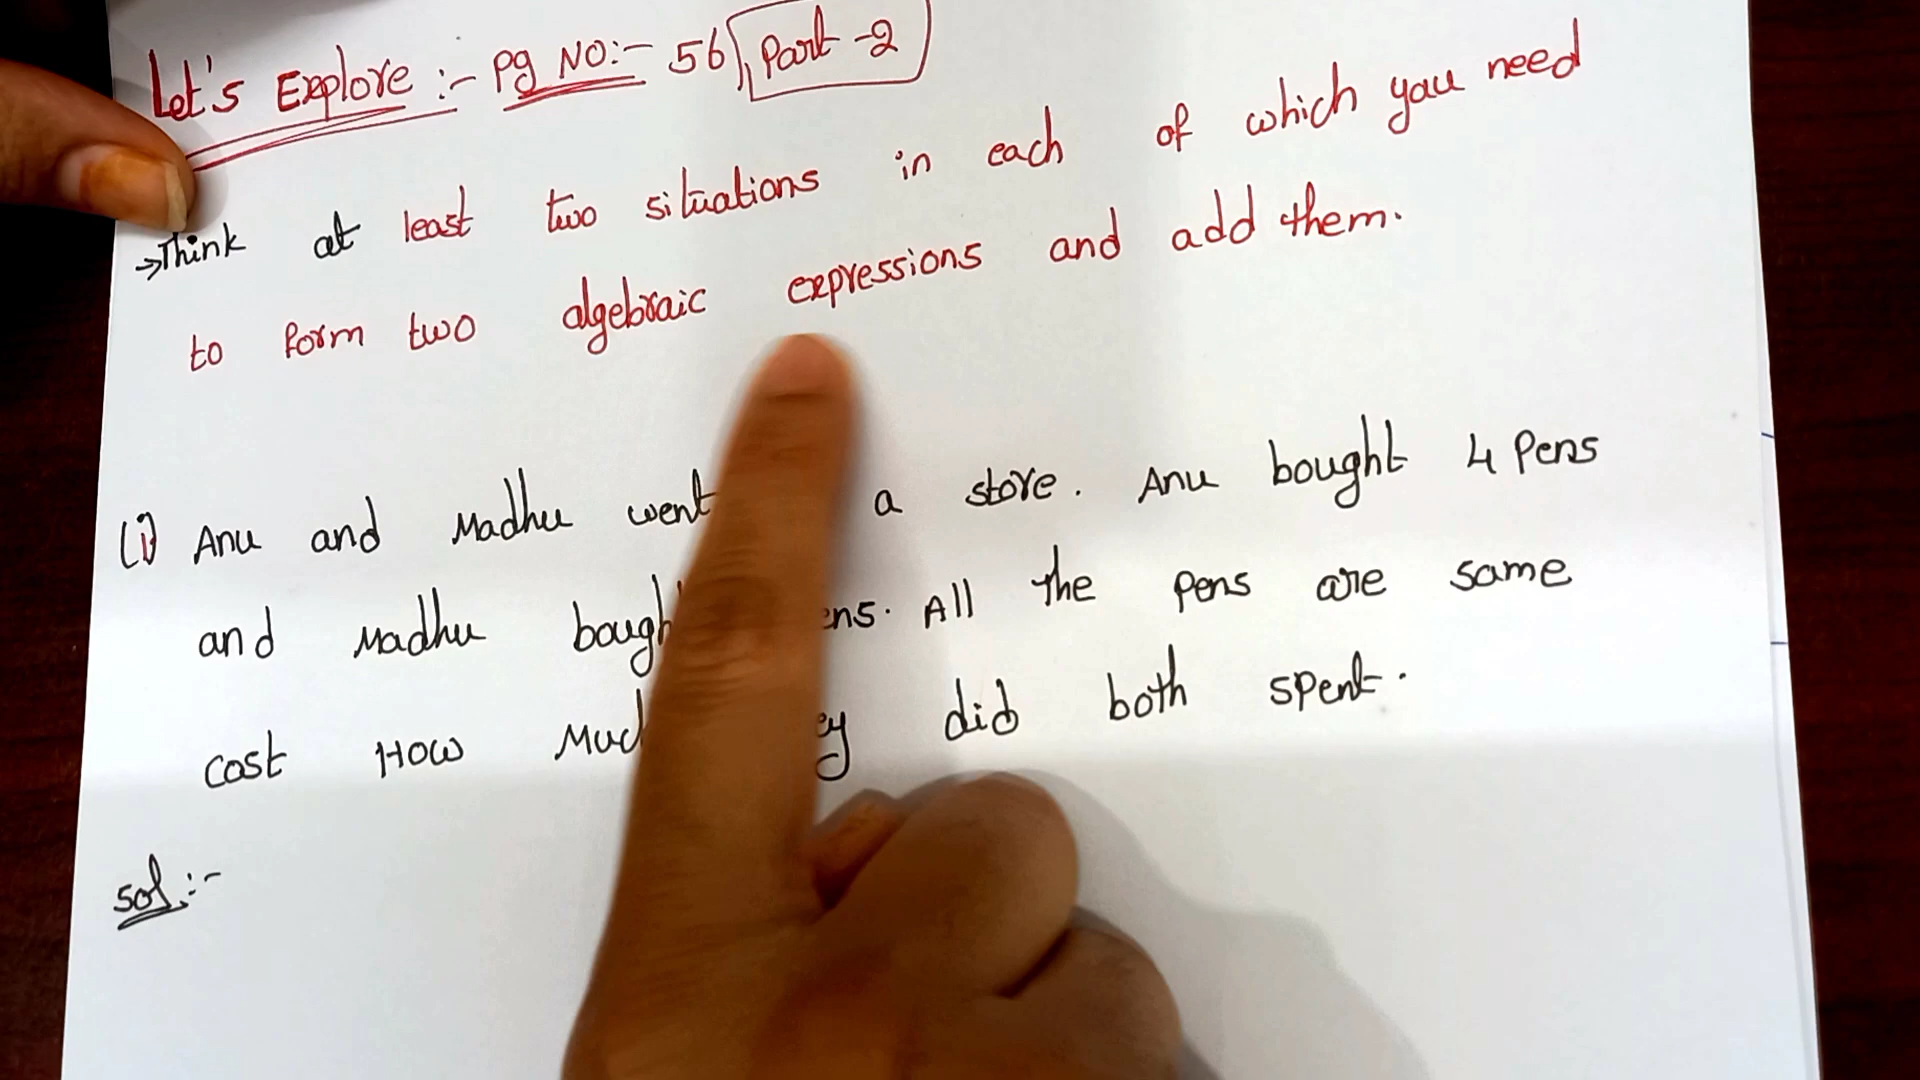 Let's Explore :- Pg NO:- 56), Part -2
→Think at least two situations in each of which you need
to form two algebraic expressions and add them.
(i) Anu and Madhu went a store. Anu bought 4 Pens
and Madhu All the Pens are same
cost How did both spent.
sol:-